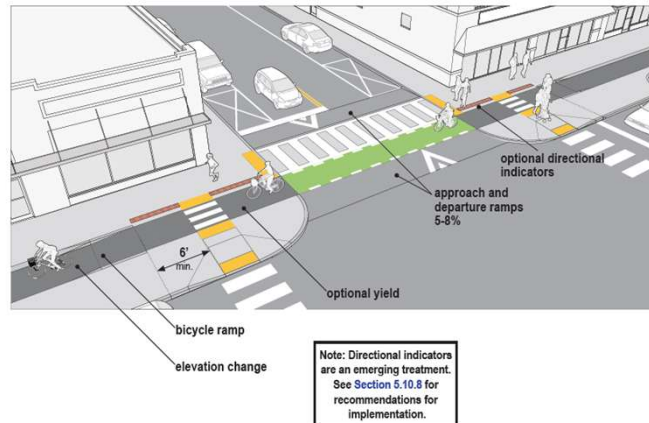 optional directional
indicators
approach and
departure ramps
5-8%
6'
min.
optional yield
bicycle ramp
elevation change
Note: Directional indicators
are an emerging treatment.
See Section 5.10.8 for
recommendations for
implementation.